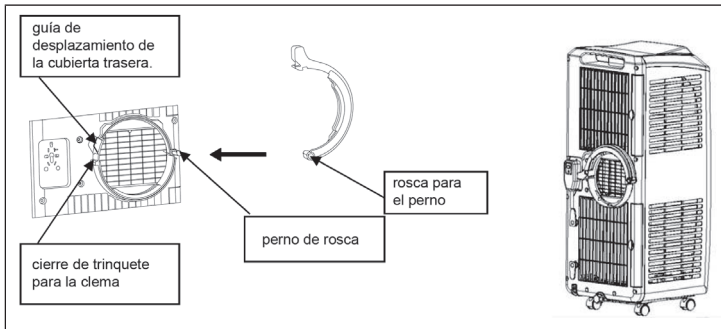 guía de
desplazamiento de
la cubierta trasera.
rosca para
el perno
perno de rosca
cierre de trinquete
para la clema